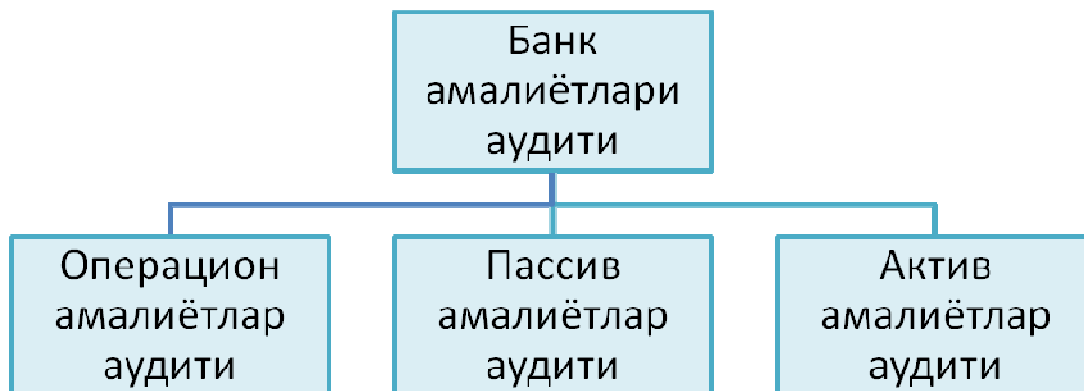 Банк
амалиётлари
аудити
Операцион
амалиётлар
аудити
Пассив
амалиётлар
аудити
Актив
амалиётлар
аудити